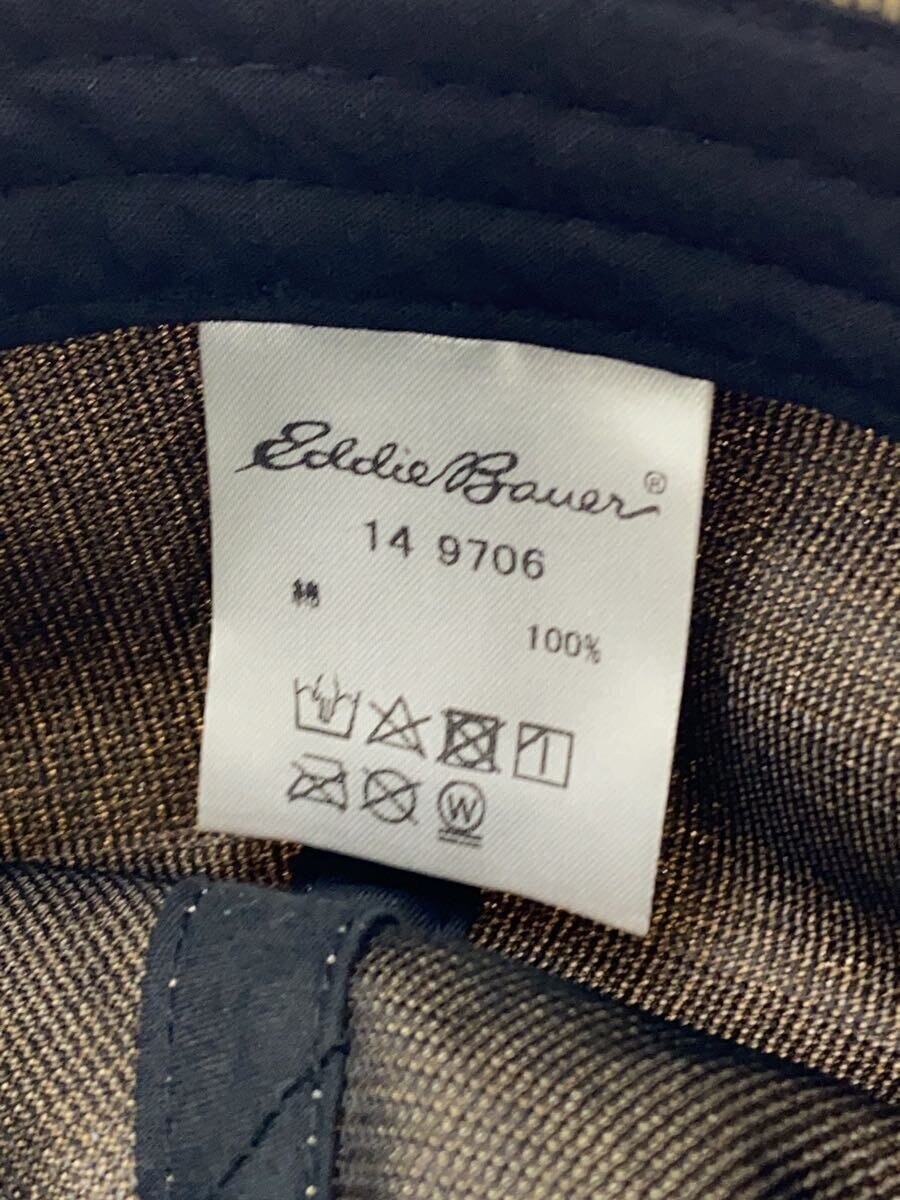 Eddie Bauer®
14 9706
綿
100%
W